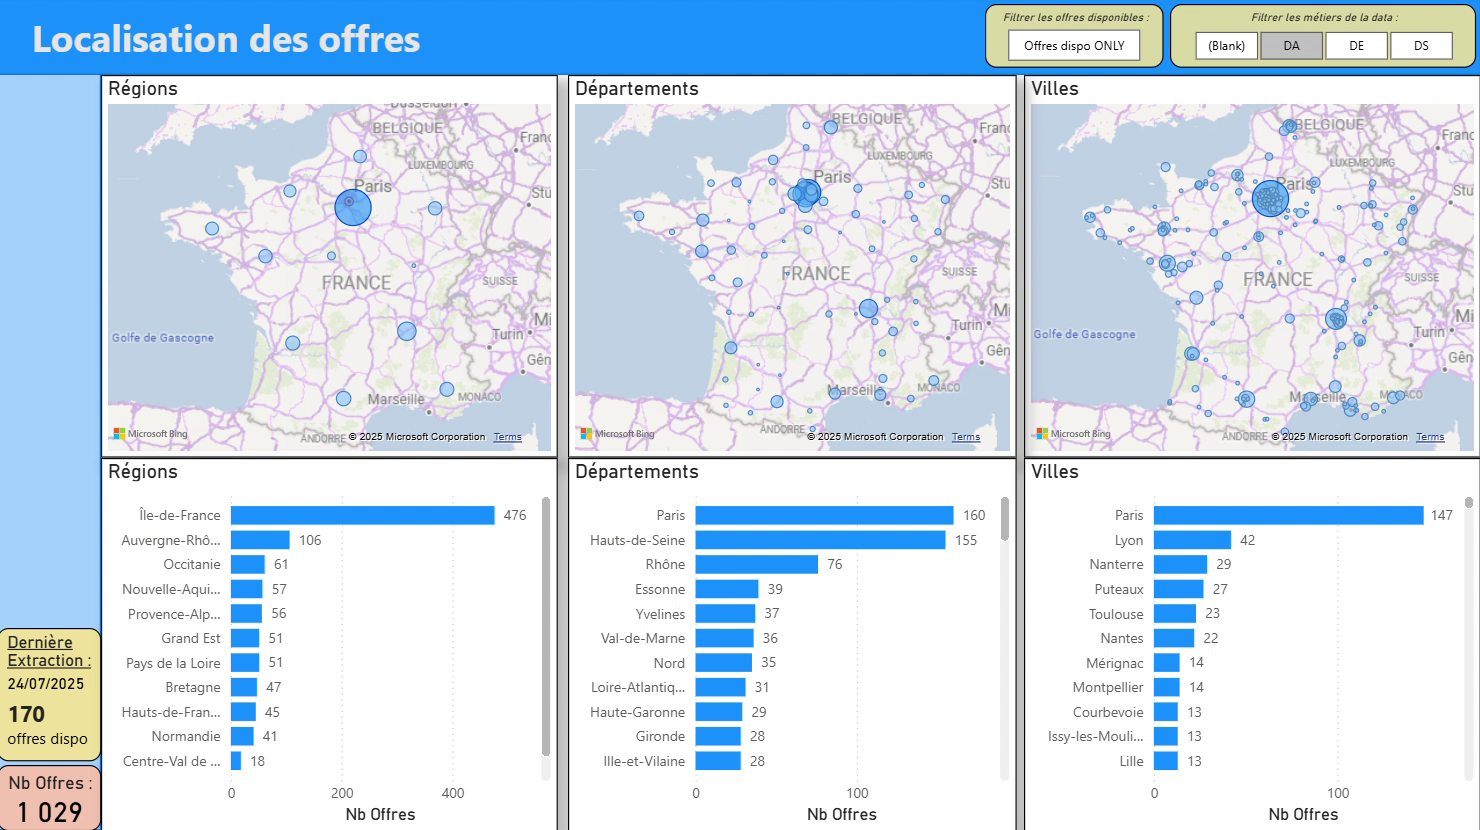 Localisation des offres
Filtrer les offres disponibles :
Offres dispo ONLY
Filtrer les métiers de la data :
(Blank)
DA
DE
DS
Régions
BELGIQUE
LUXEMBOURG
Paris
FRANCE
SUISSE
Golfe de Gascogne
Turin
Marseille
MONACO
ANDORRE
Microsoft Bing
© 2025 Microsoft Corporation
Terms
Départements
BELGIQUE
LUXEMBOURG
Paris
FRANCE
SUISSE
Golfe de Gascogne
Turin
Marseille
MONACO
ANDORRE
Microsoft Bing
© 2025 Microsoft Corporation
Terms
Villes
BELGIQUE
LUXEMBOURG
Paris
FRANCE
SUISSE
Golfe de Gascogne
Turin
Marseille
MONACO
ANDORRE
Microsoft Bing
© 2025 Microsoft Corporation
Terms
Régions
Île-de-France 476
Auvergne-Rhô... 106
Occitanie 61
Nouvelle-Aqui... 57
Provence-Alp... 56
Grand Est 51
Pays de la Loire 51
Bretagne 47
Hauts-de-Fran... 45
Normandie 41
Centre-Val de ... 18
0 200 400
Nb Offres
Départements
Paris 160
Hauts-de-Seine 155
Rhône 76
Essonne 39
Yvelines 37
Val-de-Marne 36
Nord 35
Loire-Atlantiq... 31
Haute-Garonne 29
Gironde 28
Ille-et-Vilaine 28
0 100
Nb Offres
Villes
Paris 147
Lyon 42
Nanterre 29
Puteaux 27
Toulouse 23
Nantes 22
Mérignac 14
Montpellier 14
Courbevoie 13
Issy-les-Mouli... 13
Lille 13
0 100
Nb Offres
Dernière
Extraction :
24/07/2025
170
offres dispo
Nb Offres :
1 029